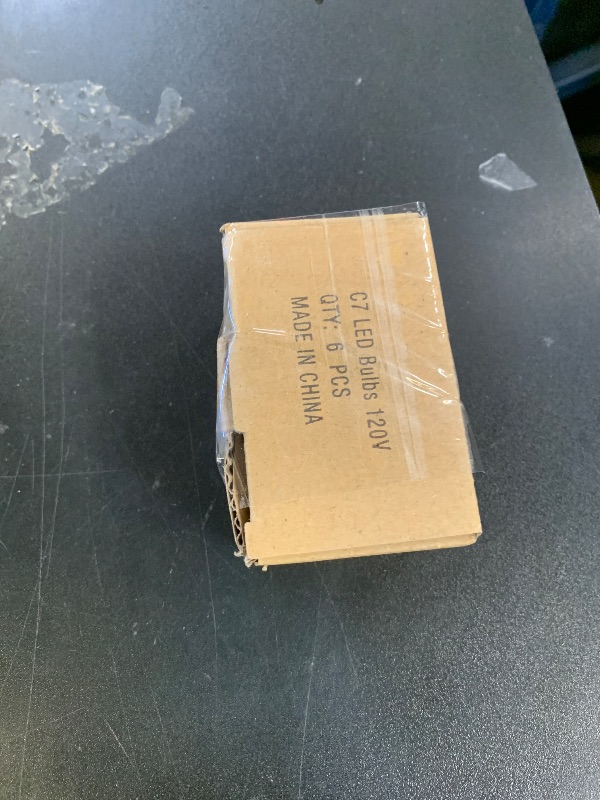 C7 LED Bulbs 120V
QTY: 6 PCS
MADE IN CHINA